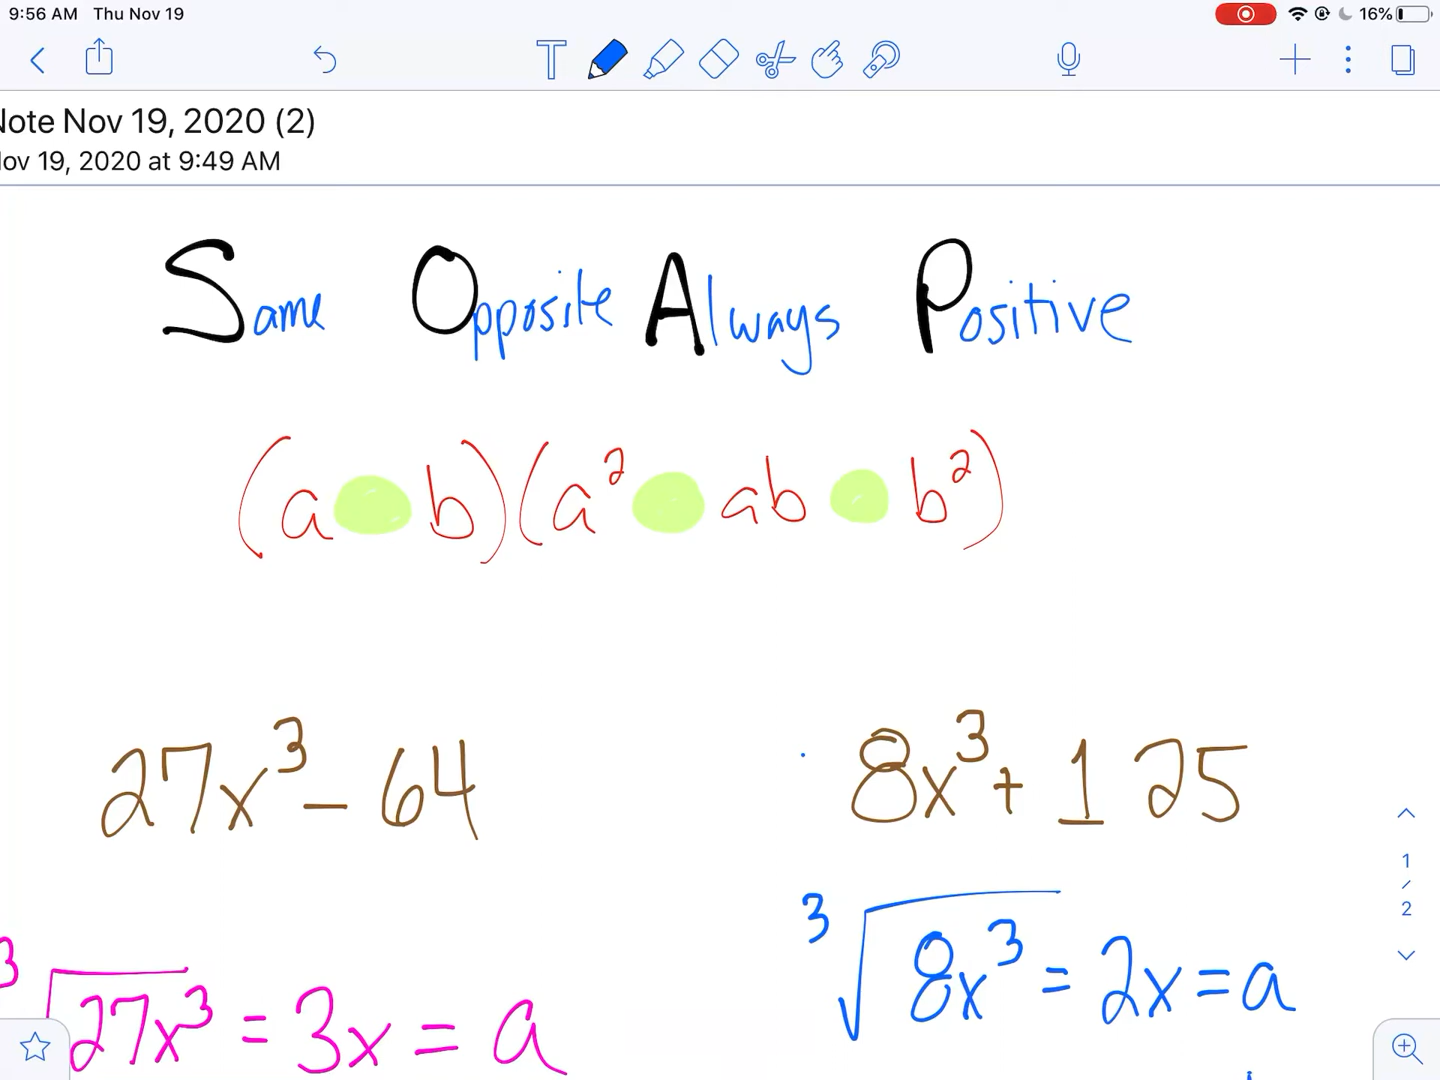 9:56 AM Thu Nov 19
16%
T
Note Nov 19, 2020 (2)
Nov 19, 2020 at 9:49 AM
Same Opposite Always Positive
(a b)(a² ab b²)
27x³ - 64
8x³ + 125
1
/
2
∛8x³ = 2x = a
∛27x³ = 3x = a